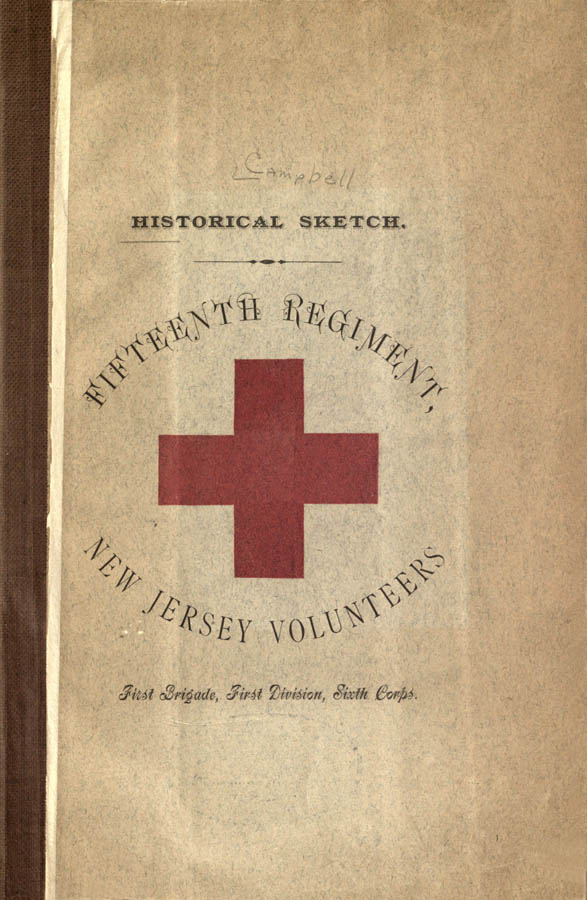 Campbell
HISTORICAL SKETCH.
FIFTEENTH REGIMENT,
NEW JERSEY VOLUNTEERS
First Brigade, First Division, Sixth Corps.